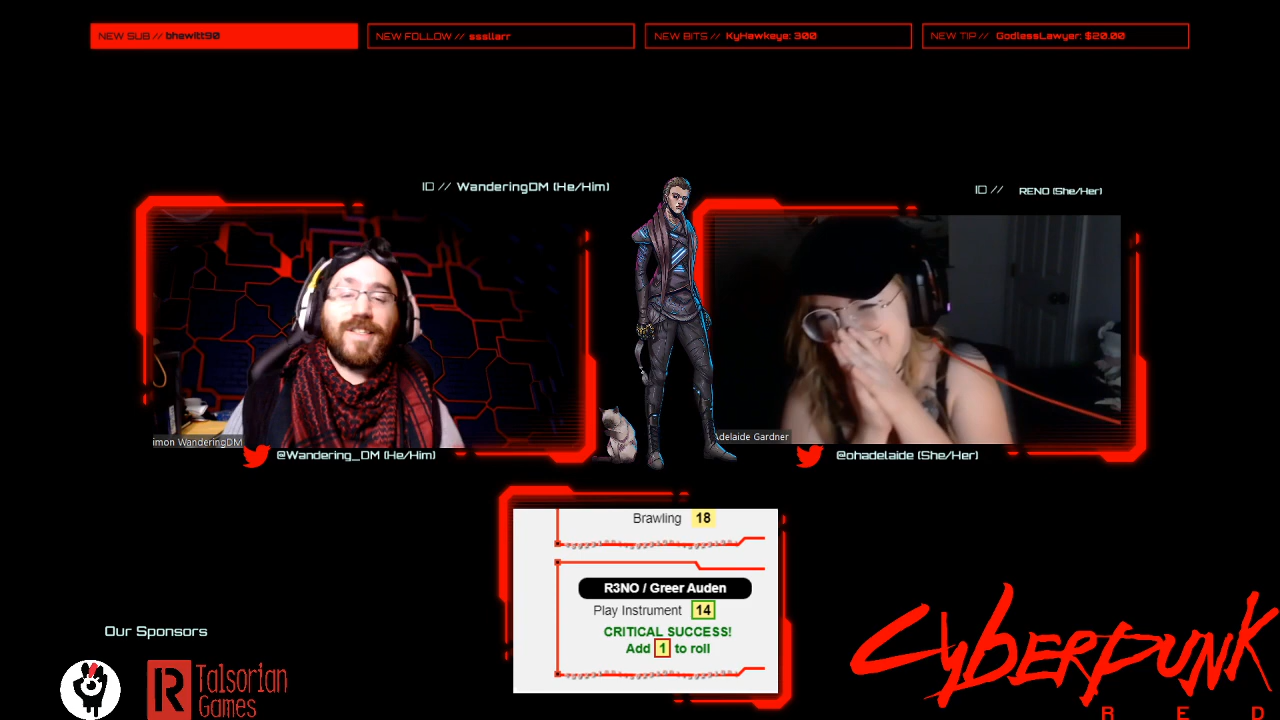 NEW SUB // bhewitt90
NEW FOLLOW // sssllarr
NEW BITS // KyHawkeye: 300
NEW TIP // GodlessLawyer: $20.00
ID // WanderingDM (He/Him)
ID // RENO (She/Her)
imon WanderingDM
delaide Gardner
@Wandering_DM (He/Him)
@ohadelaide (She/Her)
Brawling 18
R3NO / Greer Auden
Play Instrument 14
CRITICAL SUCCESS!
Add 1 to roll
Our Sponsors
R Talsorian
Games
Cyberpunk
RED